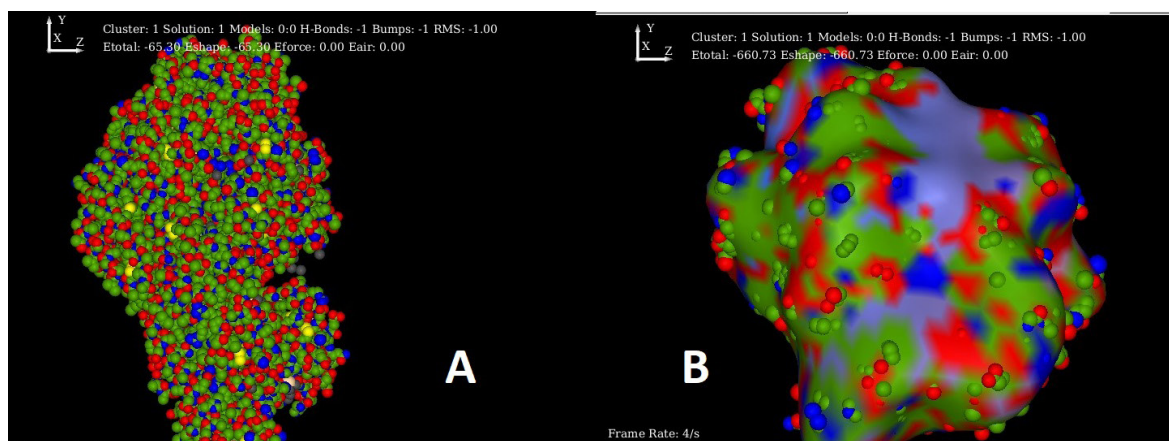 Y
Cluster: 1 Solution: 1 Models: 0:0 H-Bonds: -1 Bumps: -1 RMS: -1.00
X
Z
Etotal: -65.30 Eshape: -65.30 Eforce: 0.00 Eair: 0.00
A
Y
Cluster: 1 Solution: 1 Models: 0:0 H-Bonds: -1 Bumps: -1 RMS: -1.00
X
Z
Etotal: -660.73 Eshape: -660.73 Eforce: 0.00 Eair: 0.00
B
Frame Rate: 4/s